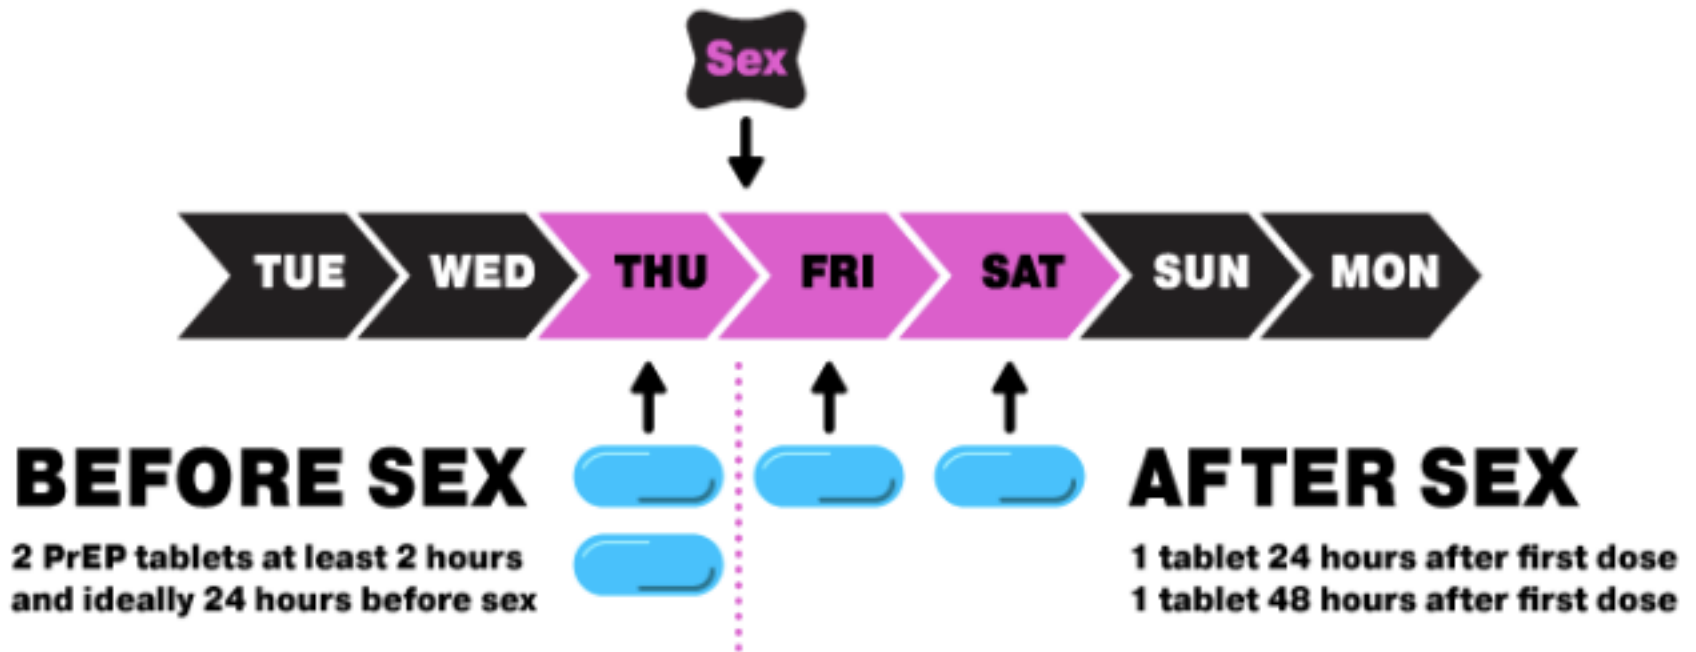 Sex
TUE WED THU FRI SAT SUN MON
BEFORE SEX
2 PrEP tablets at least 2 hours
and ideally 24 hours before sex
AFTER SEX
1 tablet 24 hours after first dose
1 tablet 48 hours after first dose